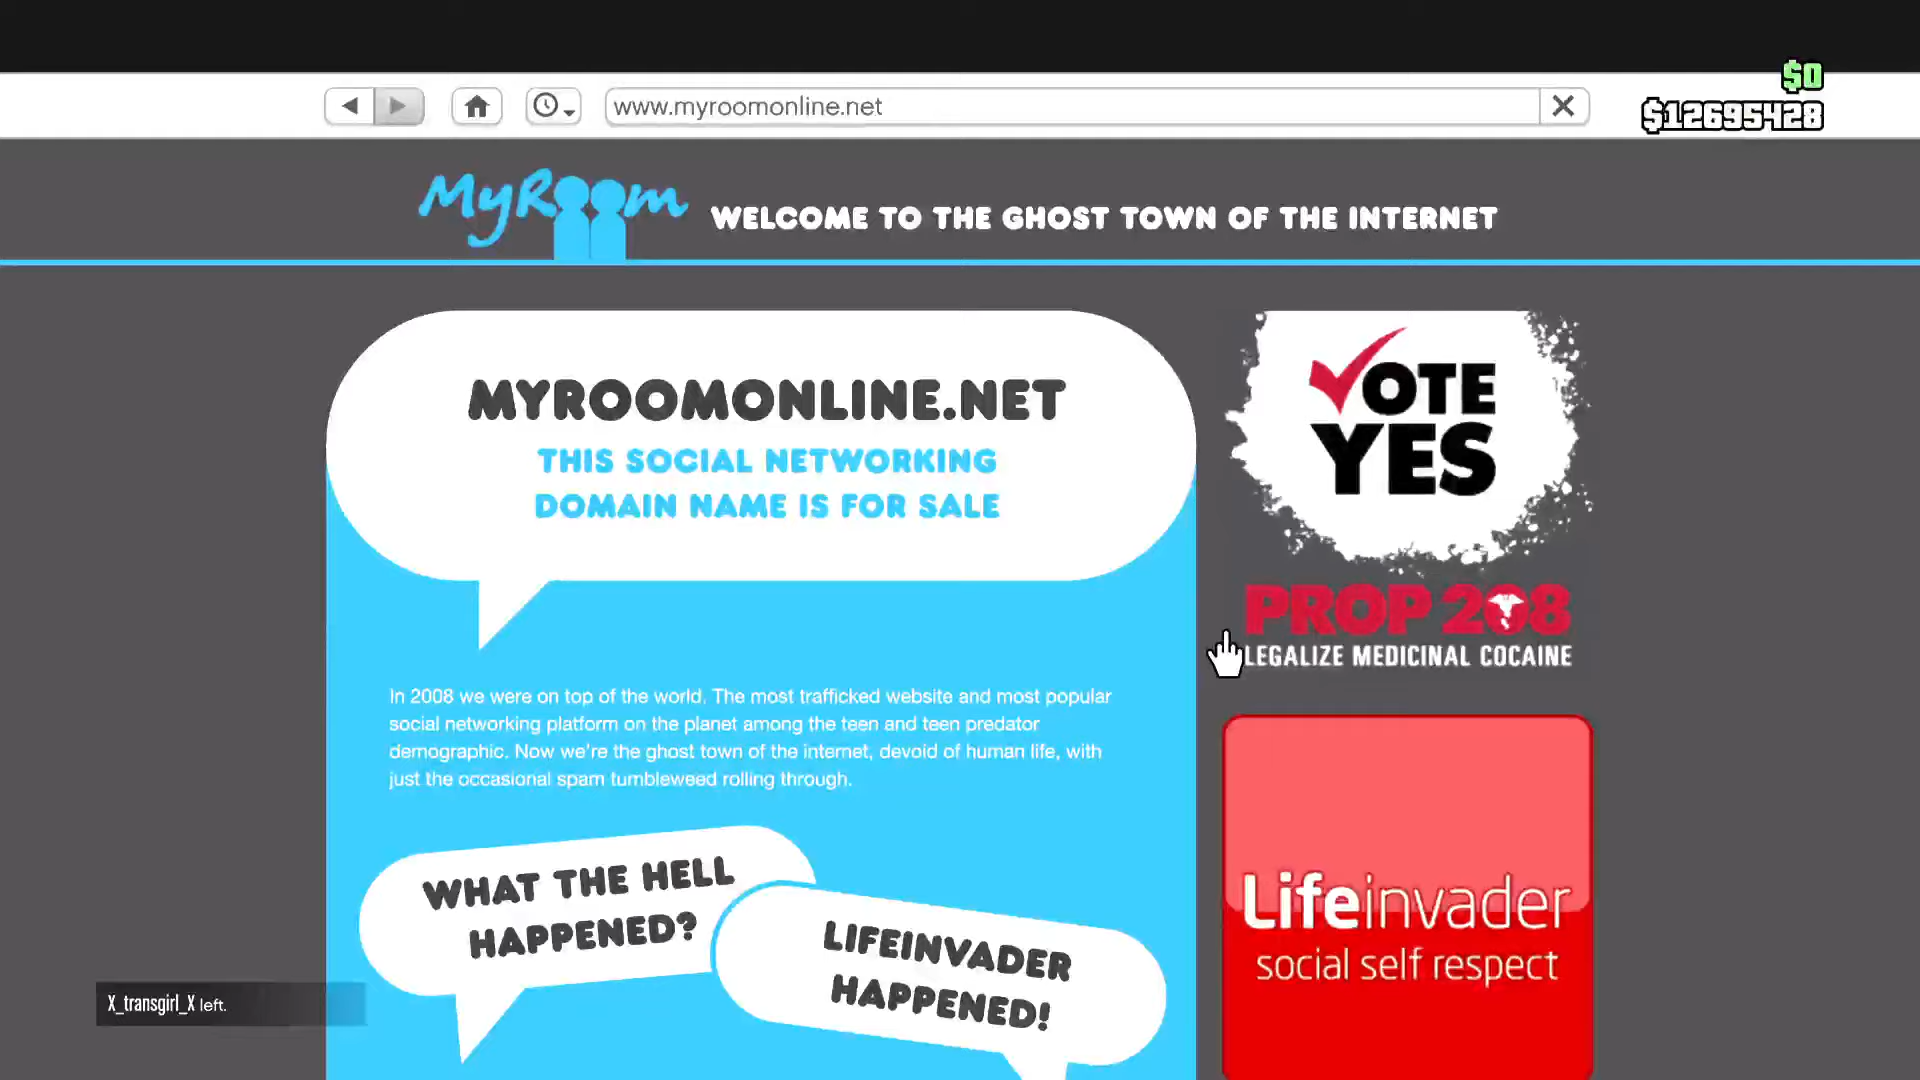 $0
www.myroomonline.net
$12695428
MyRoom WELCOME TO THE GHOST TOWN OF THE INTERNET
MYROOMONLINE.NET
THIS SOCIAL NETWORKING
DOMAIN NAME IS FOR SALE
VOTE
YES
PROP 208
LEGALIZE MEDICINAL COCAINE
In 2008 we were on top of the world. The most trafficked website and most popular
social networking platform on the planet among the teen and teen predator
demographic. Now we're the ghost town of the internet, devoid of human life, with
just the occasional spam tumbleweed rolling through.
WHAT THE HELL
HAPPENED?
LIFEINVADER
HAPPENED!
Lifeinvader
social self respect
X_transgirl_X left.